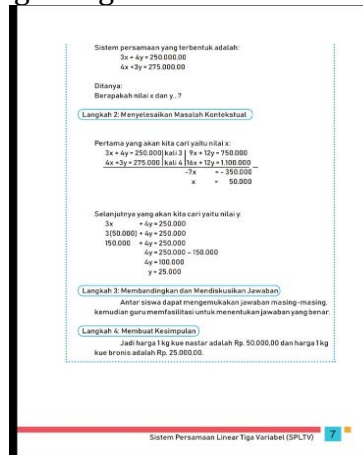 Sistem persamaan yang terbentuk adalah:
3x + 4y = 250.000,00
4x +3y = 275.000,00
Ditanya:
Berapakah nilai x dan y..?
Langkah 2: Menyelesaikan Masalah Kontekstual
Pertama yang akan kita cari yaitu nilai x:
3x + 4y = 250.000| kali 3 | 9x + 12y = 750.000
4x +3y = 275.000 | kali 4 |16x + 12y = 1.100.000
-7x = - 350.000
x = 50.000
Selanjutnya yang akan kita cari yaitu nilai y:
3x + 4y = 250.000
3(50.000) + 4y = 250.000
150.000 + 4y = 250.000
4y = 250.000 - 150.000
4y = 100.000
y = 25.000
Langkah 3: Membandingkan dan Mendiskusikan Jawaban
Antar siswa dapat mengemukakan jawaban masing-masing,
kemudian guru memfasilitasi untuk menentukan jawaban yang benar.
Langkah 4: Membuat Kesimpulan
Jadi harga 1 kg kue nastar adalah Rp. 50.000,00 dan harga 1 kg
kue bronis adalah Rp. 25.000,00.
Sistem Persamaan Linear Tiga Variabel (SPLTV) 7